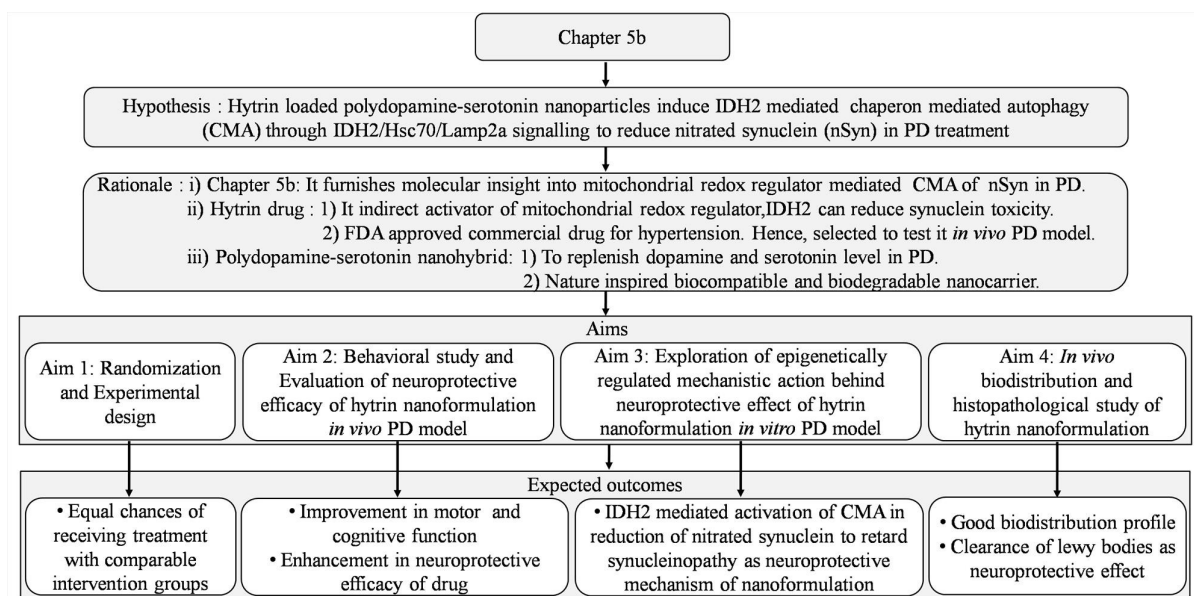 Chapter 5b
Hypothesis : Hytrin loaded polydopamine-serotonin nanoparticles induce IDH2 mediated chaperon mediated autophagy
(CMA) through IDH2/Hsc70/Lamp2a signalling to reduce nitrated synuclein (nSyn) in PD treatment
Rationale : i) Chapter 5b: It furnishes molecular insight into mitochondrial redox regulator mediated CMA of nSyn in PD.
ii) Hytrin drug : 1) It indirect activator of mitochondrial redox regulator,IDH2 can reduce synuclein toxicity.
2) FDA approved commercial drug for hypertension. Hence, selected to test it in vivo PD model.
iii) Polydopamine-serotonin nanohybrid: 1) To replenish dopamine and serotonin level in PD.
2) Nature inspired biocompatible and biodegradable nanocarrier.
Aims
Aim 1: Randomization
and Experimental
design
Aim 2: Behavioral study and
Evaluation of neuroprotective
efficacy of hytrin nanoformulation
in vivo PD model
Aim 3: Exploration of epigenetically
regulated mechanistic action behind
neuroprotective effect of hytrin
nanoformulation in vitro PD model
Aim 4: In vivo
biodistribution and
histopathological study of
hytrin nanoformulation
Expected outcomes
• Equal chances of
receiving treatment
with comparable
intervention groups
• Improvement in motor and
cognitive function
• Enhancement in neuroprotective
efficacy of drug
• IDH2 mediated activation of CMA in
reduction of nitrated synuclein to retard
synucleinopathy as neuroprotective
mechanism of nanoformulation
• Good biodistribution profile
• Clearance of lewy bodies as
neuroprotective effect